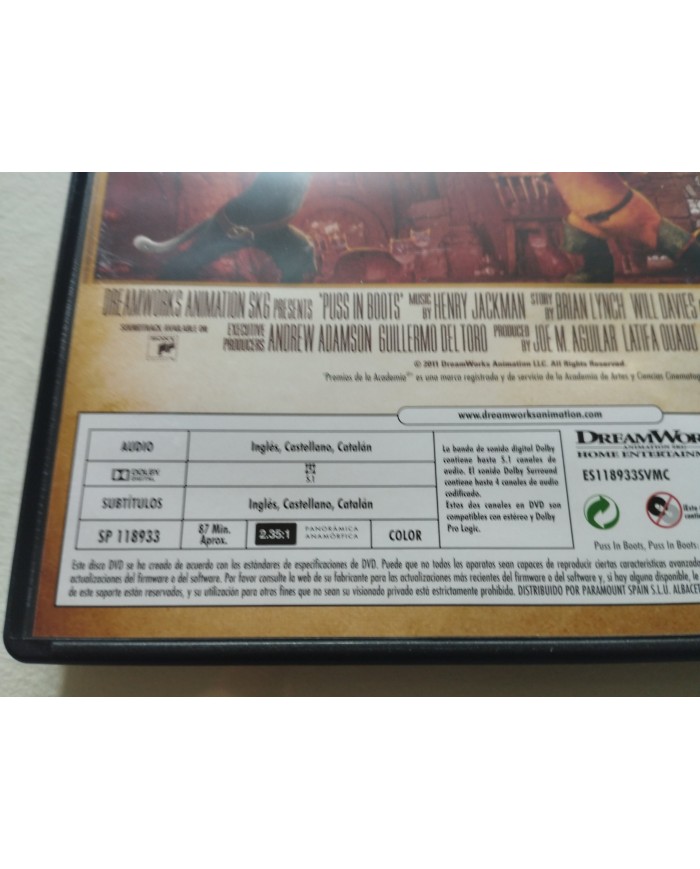 DREAMWORKS ANIMATION SKG PRESENTS "PUSS IN BOOTS" MUSIC BY HENRY JACKMAN STORY BY BRIAN LYNCH WILL DAVIES
SOUNDTRACK AVAILABLE ON EXECUTIVE PRODUCERS ANDREW ADAMSON GUILLERMO DEL TORO PRODUCED BY JOE M. AGUILAR LATIFA OUAOU
© 2011 DreamWorks Animation LLC. All Rights Reserved.
"Premios de la Academia"® es una marca registrada y de servicio de la Academia de Artes y Ciencias Cinematog
www.dreamworksanimation.com
AUDIO Inglés, Castellano, Catalán
DOLBY DIGITAL 5.1
SUBTÍTULOS Inglés, Castellano, Catalán
SP 118933 87 Min. Aprox. 2.35:1 PANORÁMICA ANAMÓRFICA COLOR
La banda de sonido digital Dolby
contiene hasta 5.1 canales de
audio. El sonido Dolby Surround
contiene hasta 4 canales de audio
codificado.
Estos dos canales en DVD son
compatibles con estéreo y Dolby
Pro Logic.
DREAMWOR
ANIMATION SKG
HOME ENTERTAINM
ES118933SVMC
¡Este
contin
Puss In Boots, Puss In Boots:
Este disco DVD se ha creado de acuerdo con los estándares de especificaciones de DVD. Puede que no todos los aparatos sean capaces de reproducir ciertas características avanzada
actualizaciones del firmware o del software. Por favor consulte la web de su fabricante para las actualizaciones más recientes del firmware o software y, si hay alguna disponible, le
de este soporte están reservados, y su utilización para otros fines que no sean su visionado privado está estrictamente prohibida. DISTRIBUIDO POR PARAMOUNT SPAIN S.L.U. ALBACET